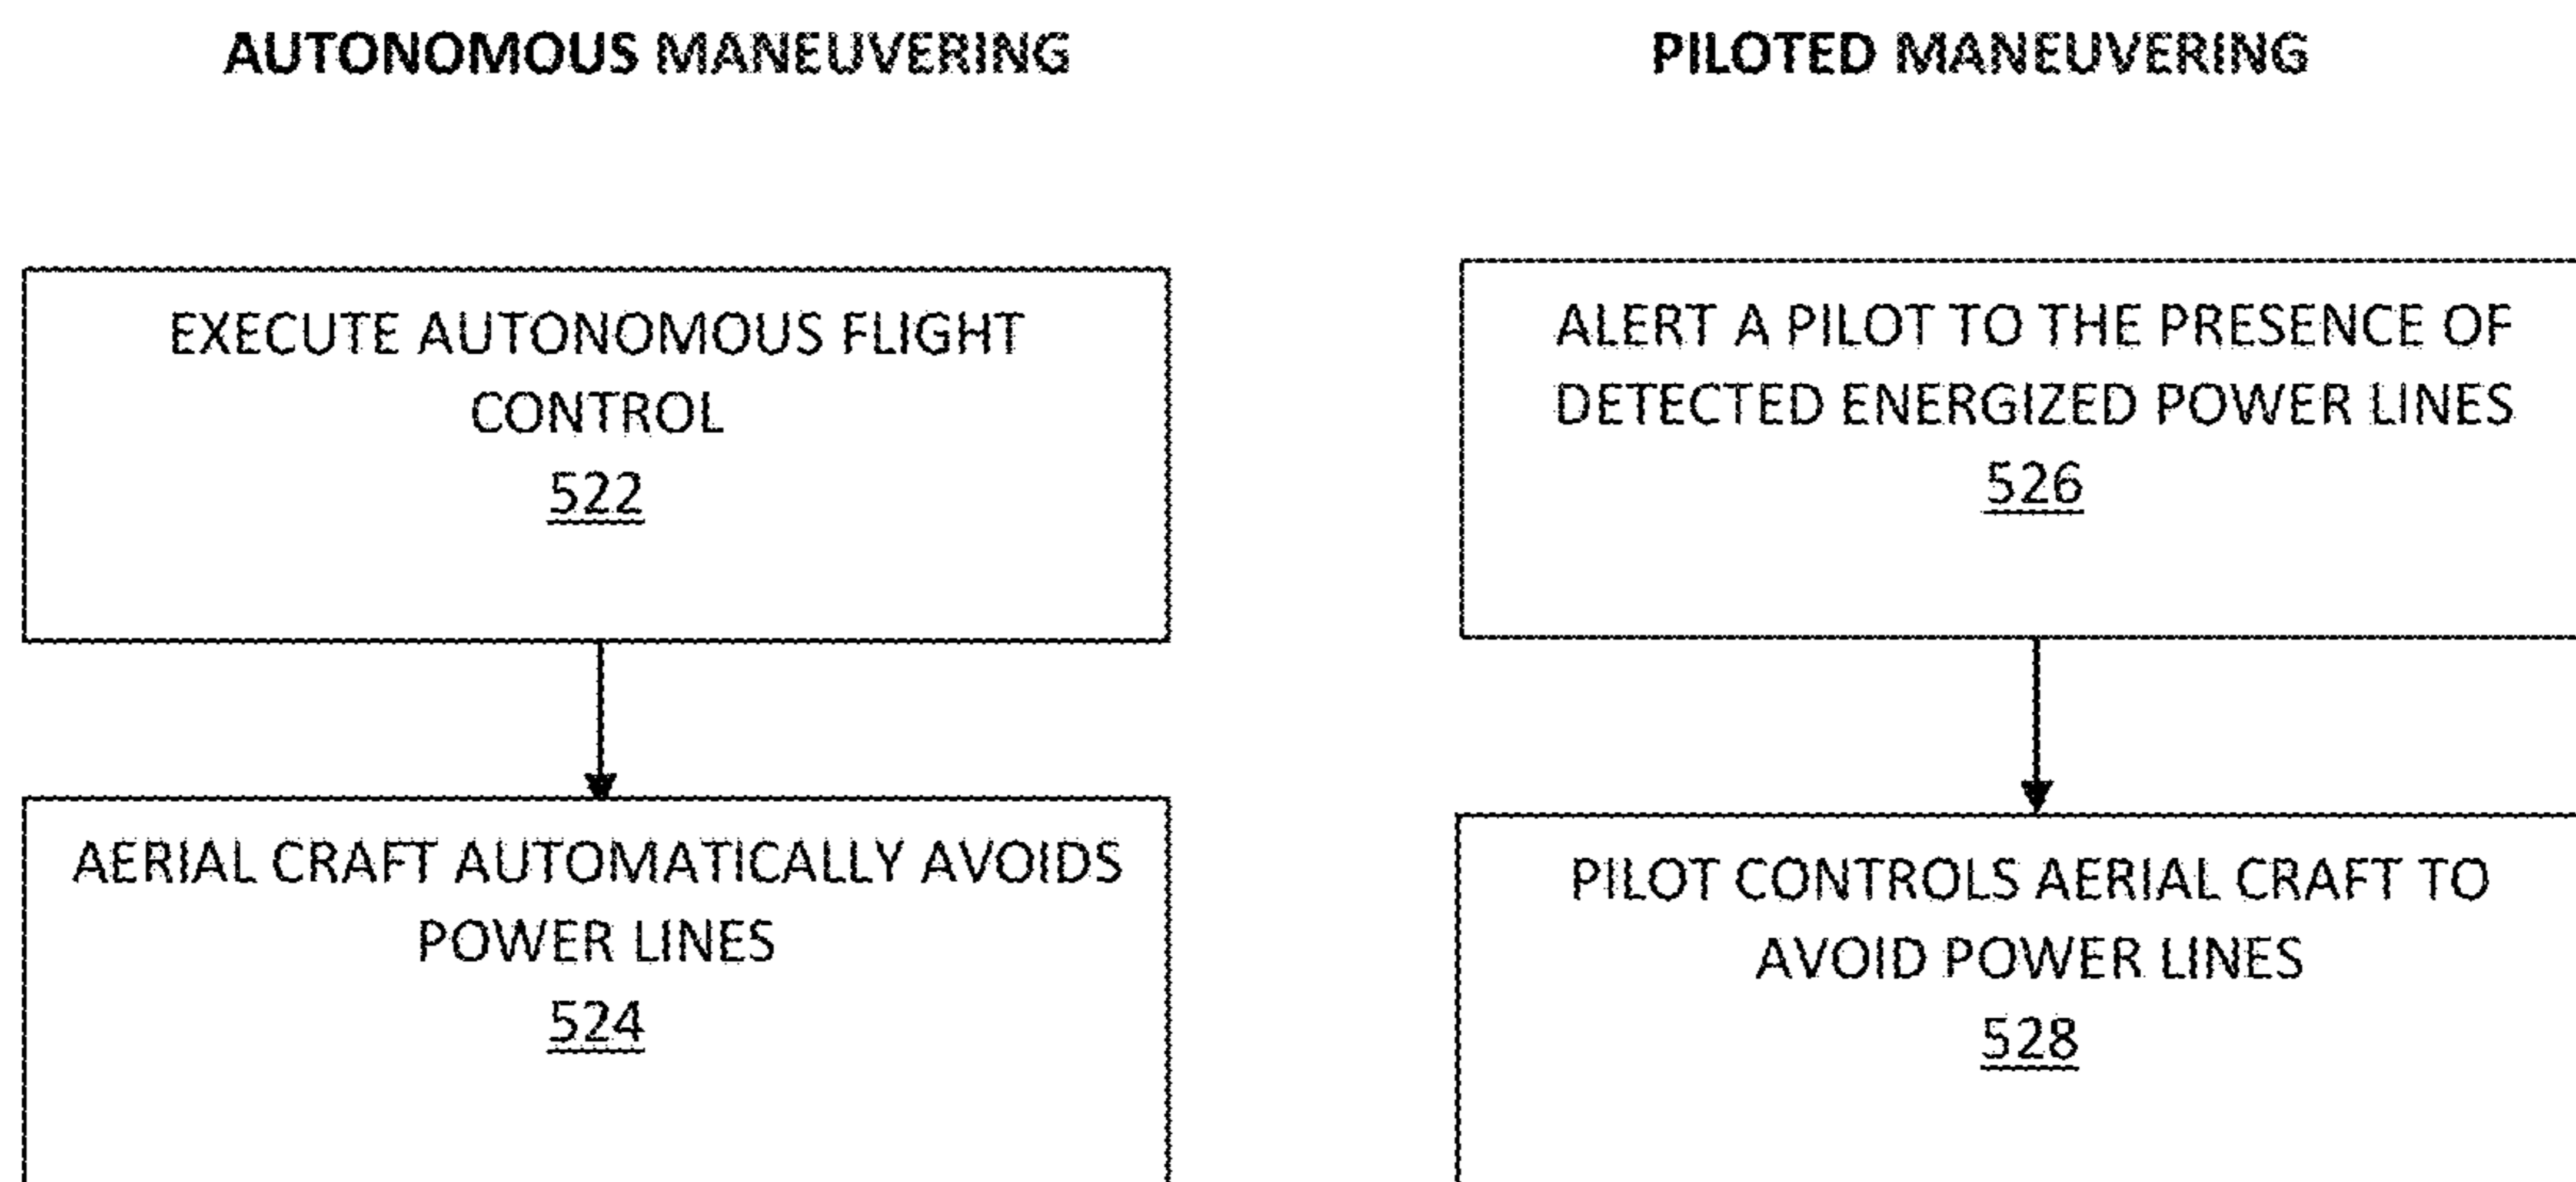 AUTONOMOUS MANEUVERING
EXECUTE AUTONOMOUS FLIGHT
CONTROL
522
AERIAL CRAFT AUTOMATICALLY AVOIDS
POWER LINES
524
PILOTED MANEUVERING
ALERT A PILOT TO THE PRESENCE OF
DETECTED ENERGIZED POWER LINES
526
PILOT CONTROLS AERIAL CRAFT TO
AVOID POWER LINES
528